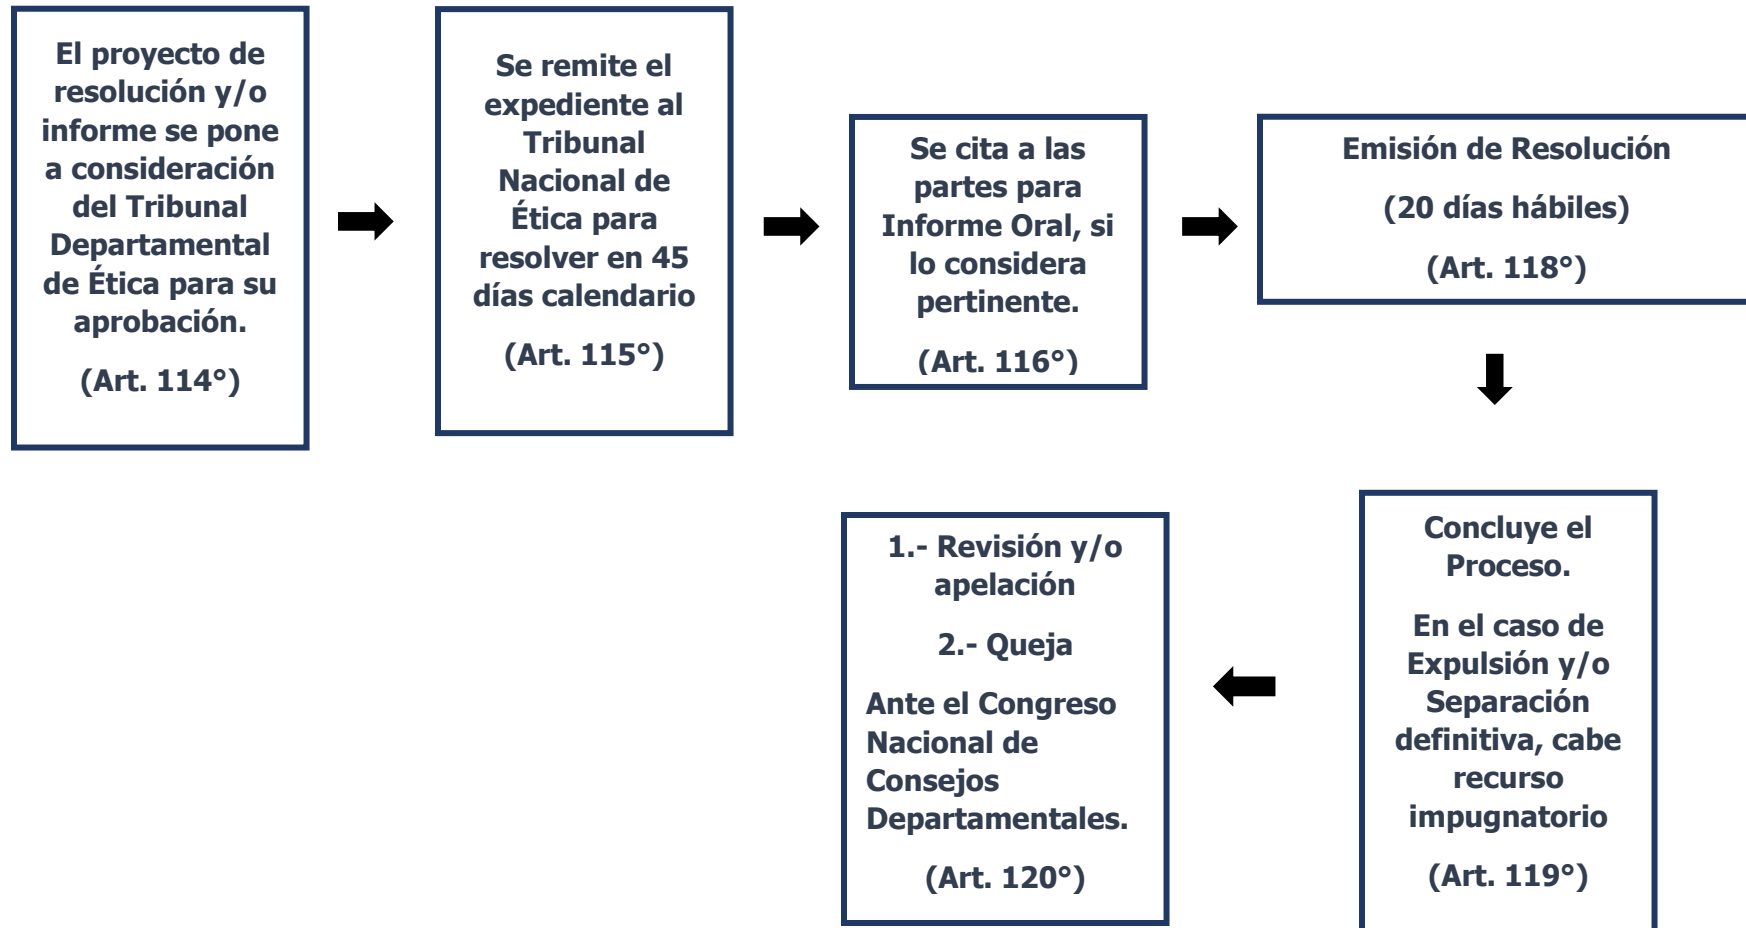 El proyecto de
resolución y/o
informe se pone
a consideración
del Tribunal
Departamental
de Ética para su
aprobación.
(Art. 114°)
Se remite el
expediente al
Tribunal
Nacional de
Ética para
resolver en 45
días calendario
(Art. 115°)
Se cita a las
partes para
Informe Oral, si
lo considera
pertinente.
(Art. 116°)
Emisión de Resolución
(20 días hábiles)
(Art. 118°)
Concluye el
Proceso.
En el caso de
Expulsión y/o
Separación
definitiva, cabe
recurso
impugnatorio
(Art. 119°)
1.- Revisión y/o
apelación
2.- Queja
Ante el Congreso
Nacional de
Consejos
Departamentales.
(Art. 120°)